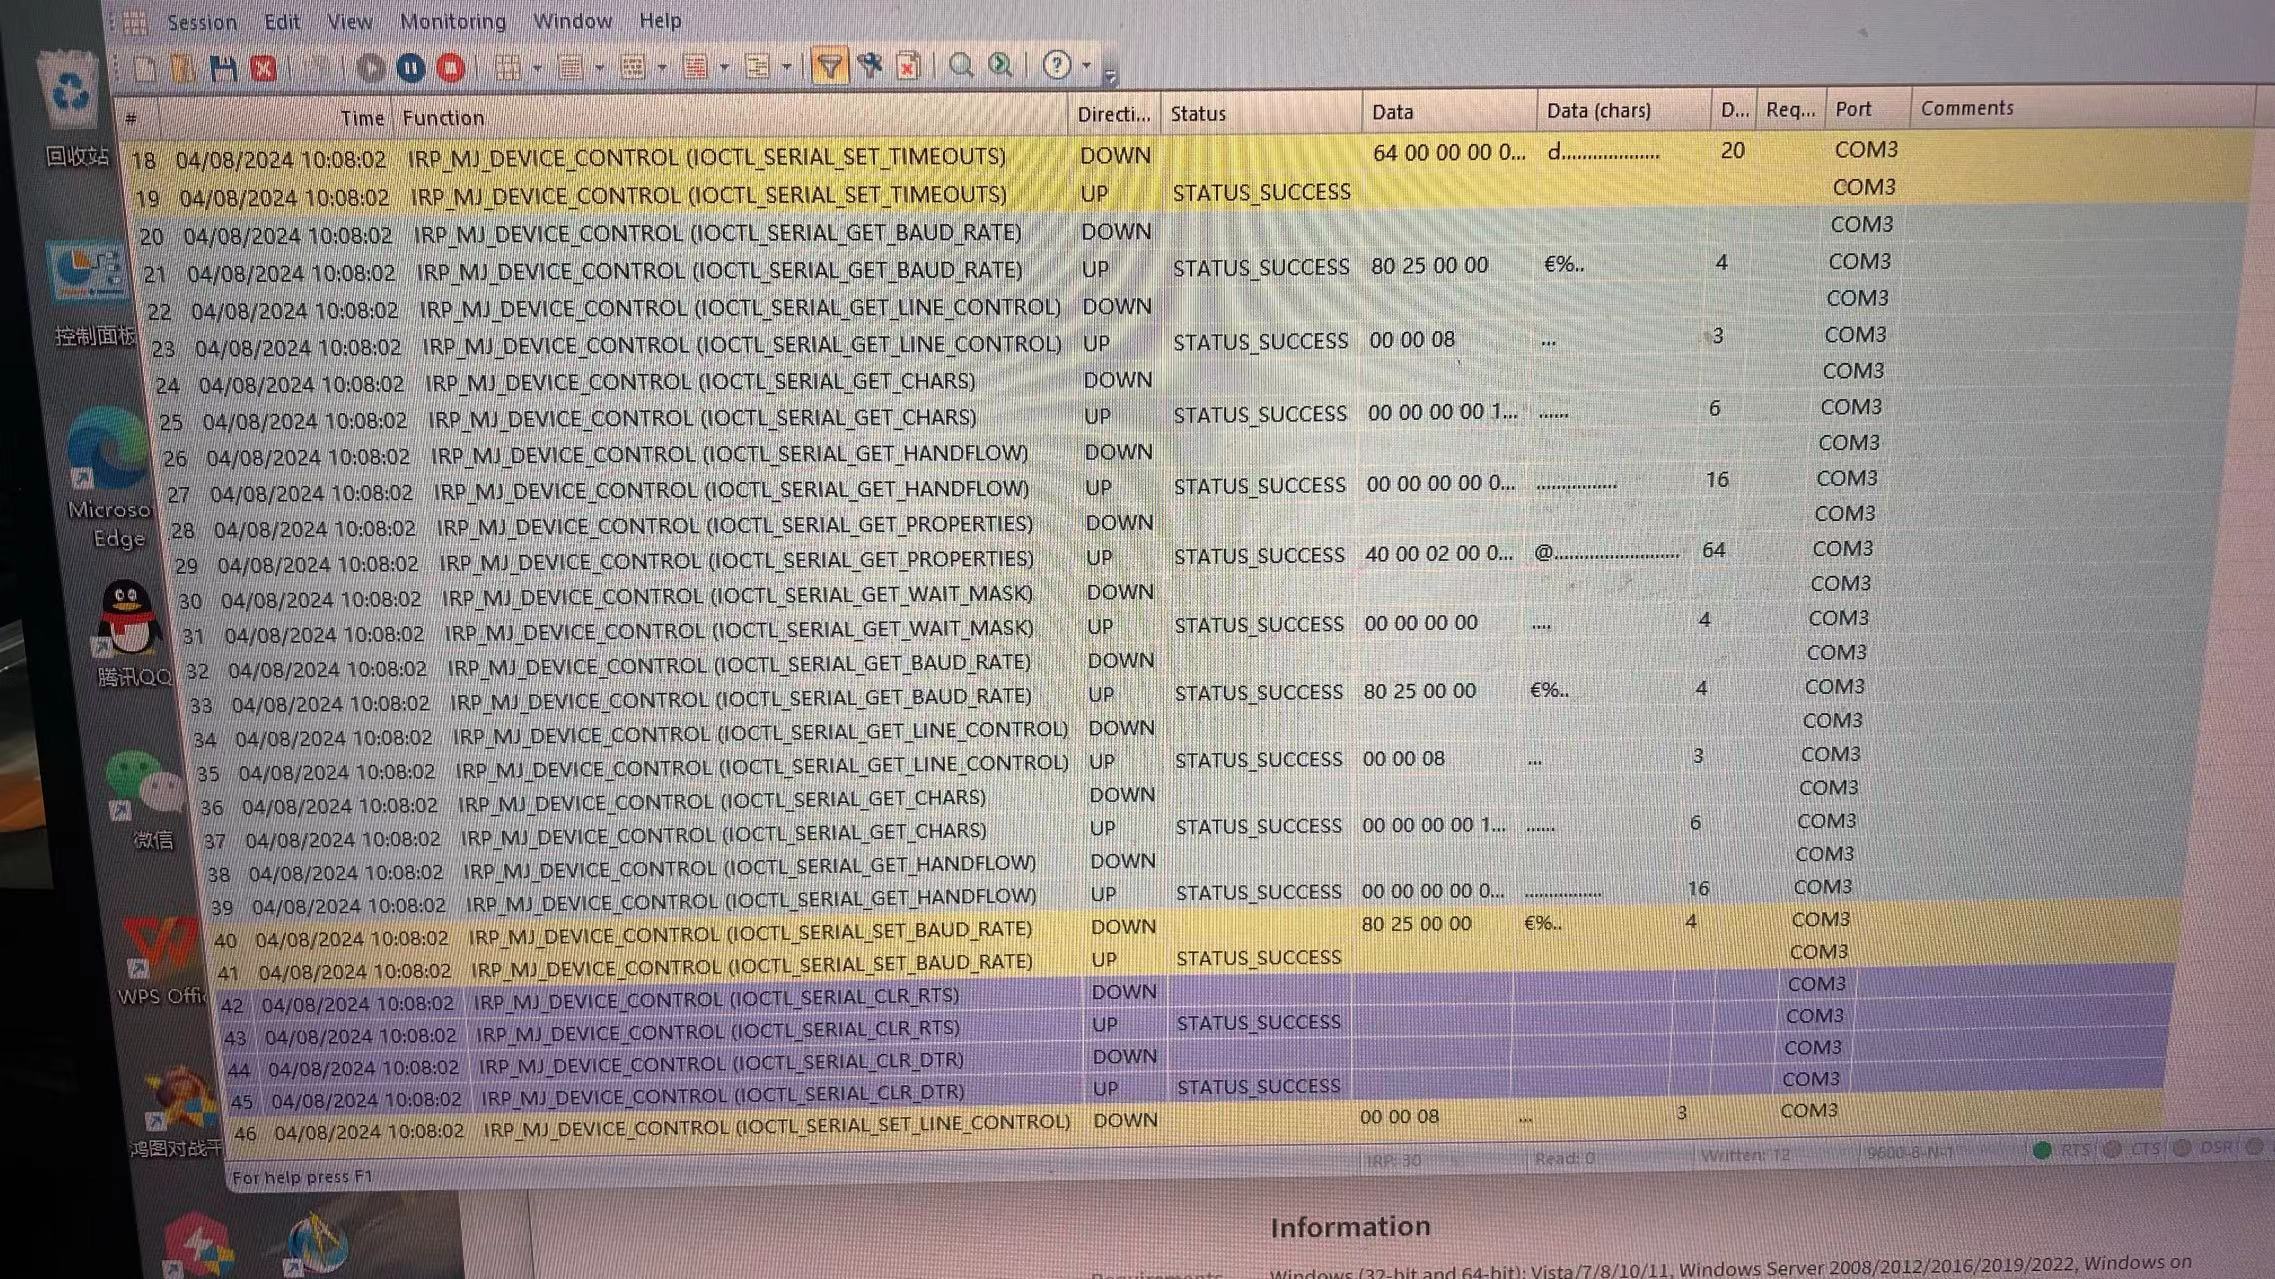 Session Edit View Monitoring Window Help
# Time Function Directi... Status Data Data (chars) D... Req... Port Comments
18 04/08/2024 10:08:02 IRP_MJ_DEVICE_CONTROL (IOCTL_SERIAL_SET_TIMEOUTS) DOWN 64 00 00 00 0... d................... 20 COM3
19 04/08/2024 10:08:02 IRP_MJ_DEVICE_CONTROL (IOCTL_SERIAL_SET_TIMEOUTS) UP STATUS_SUCCESS COM3
20 04/08/2024 10:08:02 IRP_MJ_DEVICE_CONTROL (IOCTL_SERIAL_GET_BAUD_RATE) DOWN COM3
21 04/08/2024 10:08:02 IRP_MJ_DEVICE_CONTROL (IOCTL_SERIAL_GET_BAUD_RATE) UP STATUS_SUCCESS 80 25 00 00 €%.. 4 COM3
22 04/08/2024 10:08:02 IRP_MJ_DEVICE_CONTROL (IOCTL_SERIAL_GET_LINE_CONTROL) DOWN COM3
23 04/08/2024 10:08:02 IRP_MJ_DEVICE_CONTROL (IOCTL_SERIAL_GET_LINE_CONTROL) UP STATUS_SUCCESS 00 00 08 ... 3 COM3
24 04/08/2024 10:08:02 IRP_MJ_DEVICE_CONTROL (IOCTL_SERIAL_GET_CHARS) DOWN COM3
25 04/08/2024 10:08:02 IRP_MJ_DEVICE_CONTROL (IOCTL_SERIAL_GET_CHARS) UP STATUS_SUCCESS 00 00 00 00 1... ...... 6 COM3
26 04/08/2024 10:08:02 IRP_MJ_DEVICE_CONTROL (IOCTL_SERIAL_GET_HANDFLOW) DOWN COM3
27 04/08/2024 10:08:02 IRP_MJ_DEVICE_CONTROL (IOCTL_SERIAL_GET_HANDFLOW) UP STATUS_SUCCESS 00 00 00 00 0... ................ 16 COM3
28 04/08/2024 10:08:02 IRP_MJ_DEVICE_CONTROL (IOCTL_SERIAL_GET_PROPERTIES) DOWN COM3
29 04/08/2024 10:08:02 IRP_MJ_DEVICE_CONTROL (IOCTL_SERIAL_GET_PROPERTIES) UP STATUS_SUCCESS 40 00 02 00 0... @......................... 64 COM3
30 04/08/2024 10:08:02 IRP_MJ_DEVICE_CONTROL (IOCTL_SERIAL_GET_WAIT_MASK) DOWN COM3
31 04/08/2024 10:08:02 IRP_MJ_DEVICE_CONTROL (IOCTL_SERIAL_GET_WAIT_MASK) UP STATUS_SUCCESS 00 00 00 00 .... 4 COM3
32 04/08/2024 10:08:02 IRP_MJ_DEVICE_CONTROL (IOCTL_SERIAL_GET_BAUD_RATE) DOWN COM3
33 04/08/2024 10:08:02 IRP_MJ_DEVICE_CONTROL (IOCTL_SERIAL_GET_BAUD_RATE) UP STATUS_SUCCESS 80 25 00 00 €%.. 4 COM3
34 04/08/2024 10:08:02 IRP_MJ_DEVICE_CONTROL (IOCTL_SERIAL_GET_LINE_CONTROL) DOWN COM3
35 04/08/2024 10:08:02 IRP_MJ_DEVICE_CONTROL (IOCTL_SERIAL_GET_LINE_CONTROL) UP STATUS_SUCCESS 00 00 08 ... 3 COM3
36 04/08/2024 10:08:02 IRP_MJ_DEVICE_CONTROL (IOCTL_SERIAL_GET_CHARS) DOWN COM3
37 04/08/2024 10:08:02 IRP_MJ_DEVICE_CONTROL (IOCTL_SERIAL_GET_CHARS) UP STATUS_SUCCESS 00 00 00 00 1... ...... 6 COM3
38 04/08/2024 10:08:02 IRP_MJ_DEVICE_CONTROL (IOCTL_SERIAL_GET_HANDFLOW) DOWN COM3
39 04/08/2024 10:08:02 IRP_MJ_DEVICE_CONTROL (IOCTL_SERIAL_GET_HANDFLOW) UP STATUS_SUCCESS 00 00 00 00 0... ................ 16 COM3
40 04/08/2024 10:08:02 IRP_MJ_DEVICE_CONTROL (IOCTL_SERIAL_SET_BAUD_RATE) DOWN 80 25 00 00 €%.. 4 COM3
41 04/08/2024 10:08:02 IRP_MJ_DEVICE_CONTROL (IOCTL_SERIAL_SET_BAUD_RATE) UP STATUS_SUCCESS COM3
42 04/08/2024 10:08:02 IRP_MJ_DEVICE_CONTROL (IOCTL_SERIAL_CLR_RTS) DOWN COM3
43 04/08/2024 10:08:02 IRP_MJ_DEVICE_CONTROL (IOCTL_SERIAL_CLR_RTS) UP STATUS_SUCCESS COM3
44 04/08/2024 10:08:02 IRP_MJ_DEVICE_CONTROL (IOCTL_SERIAL_CLR_DTR) DOWN COM3
45 04/08/2024 10:08:02 IRP_MJ_DEVICE_CONTROL (IOCTL_SERIAL_CLR_DTR) UP STATUS_SUCCESS COM3
46 04/08/2024 10:08:02 IRP_MJ_DEVICE_CONTROL (IOCTL_SERIAL_SET_LINE_CONTROL) DOWN 00 00 08 ... 3 COM3
For help press F1 IRP: 30 Read: 0 Written: 12 9600-8-N-1 RTS CTS DSR
回收站
控制面板
Microso
Edge
腾讯QQ
微信
WPS Offi
鸿图对战平
Information
Windows (32-bit and 64-bit): Vista/7/8/10/11, Windows Server 2008/2012/2016/2019/2022, Windows on